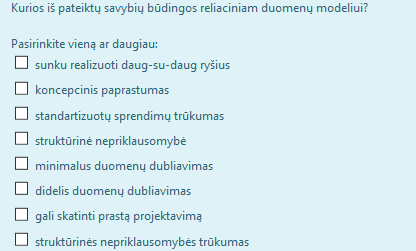 Kurios iš pateiktų savybių būdingos reliaciniam duomenų modeliui?
Pasirinkite vieną ar daugiau:
sunku realizuoti daug-su-daug ryšius
koncepcinis paprastumas
standartizuotų sprendimų trūkumas
struktūrinė nepriklausomybė
minimalus duomenų dubliavimas
didelis duomenų dubliavimas
gali skatinti prastą projektavimą
struktūrinės nepriklausomybės trūkumas